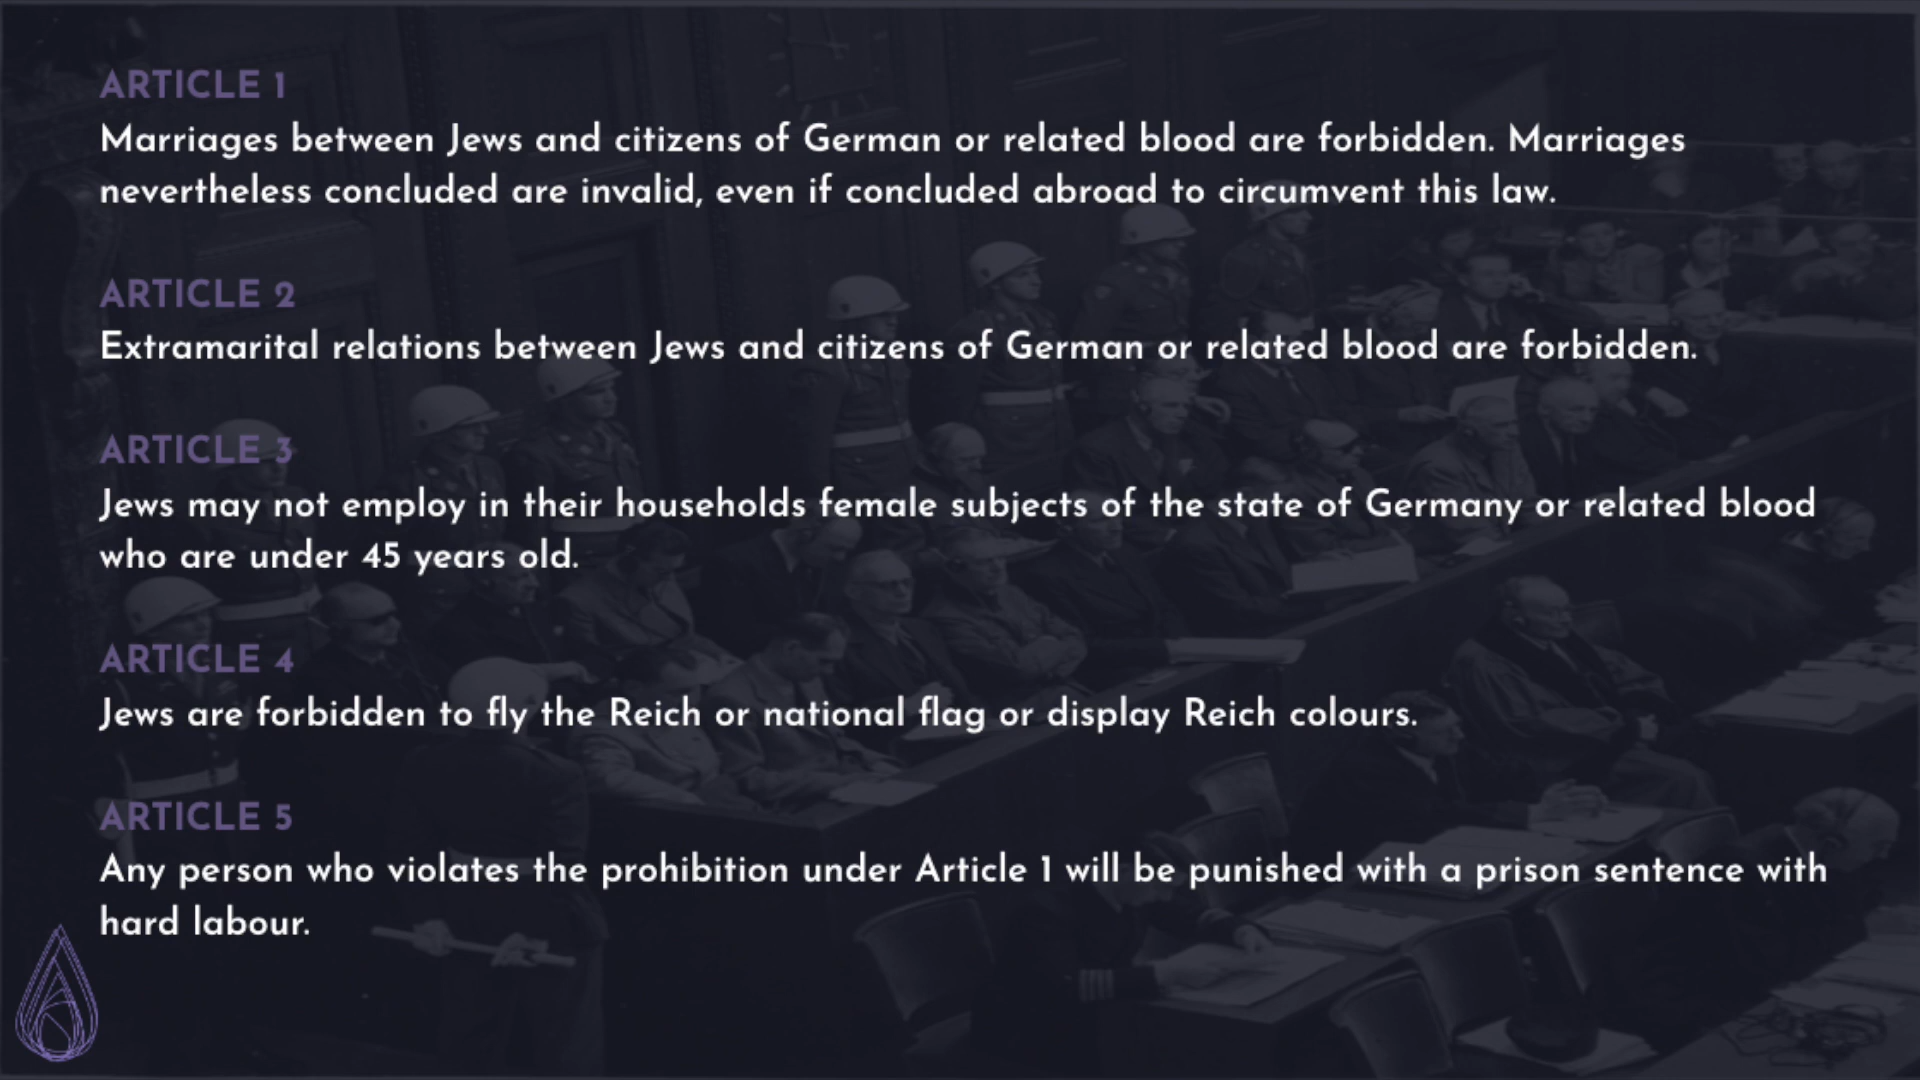 ARTICLE 1
Marriages between Jews and citizens of German or related blood are forbidden. Marriages
nevertheless concluded are invalid, even if concluded abroad to circumvent this law.
ARTICLE 2
Extramarital relations between Jews and citizens of German or related blood are forbidden.
ARTICLE 3
Jews may not employ in their households female subjects of the state of Germany or related blood
who are under 45 years old.
ARTICLE 4
Jews are forbidden to fly the Reich or national flag or display Reich colours.
ARTICLE 5
Any person who violates the prohibition under Article 1 will be punished with a prison sentence with
hard labour.